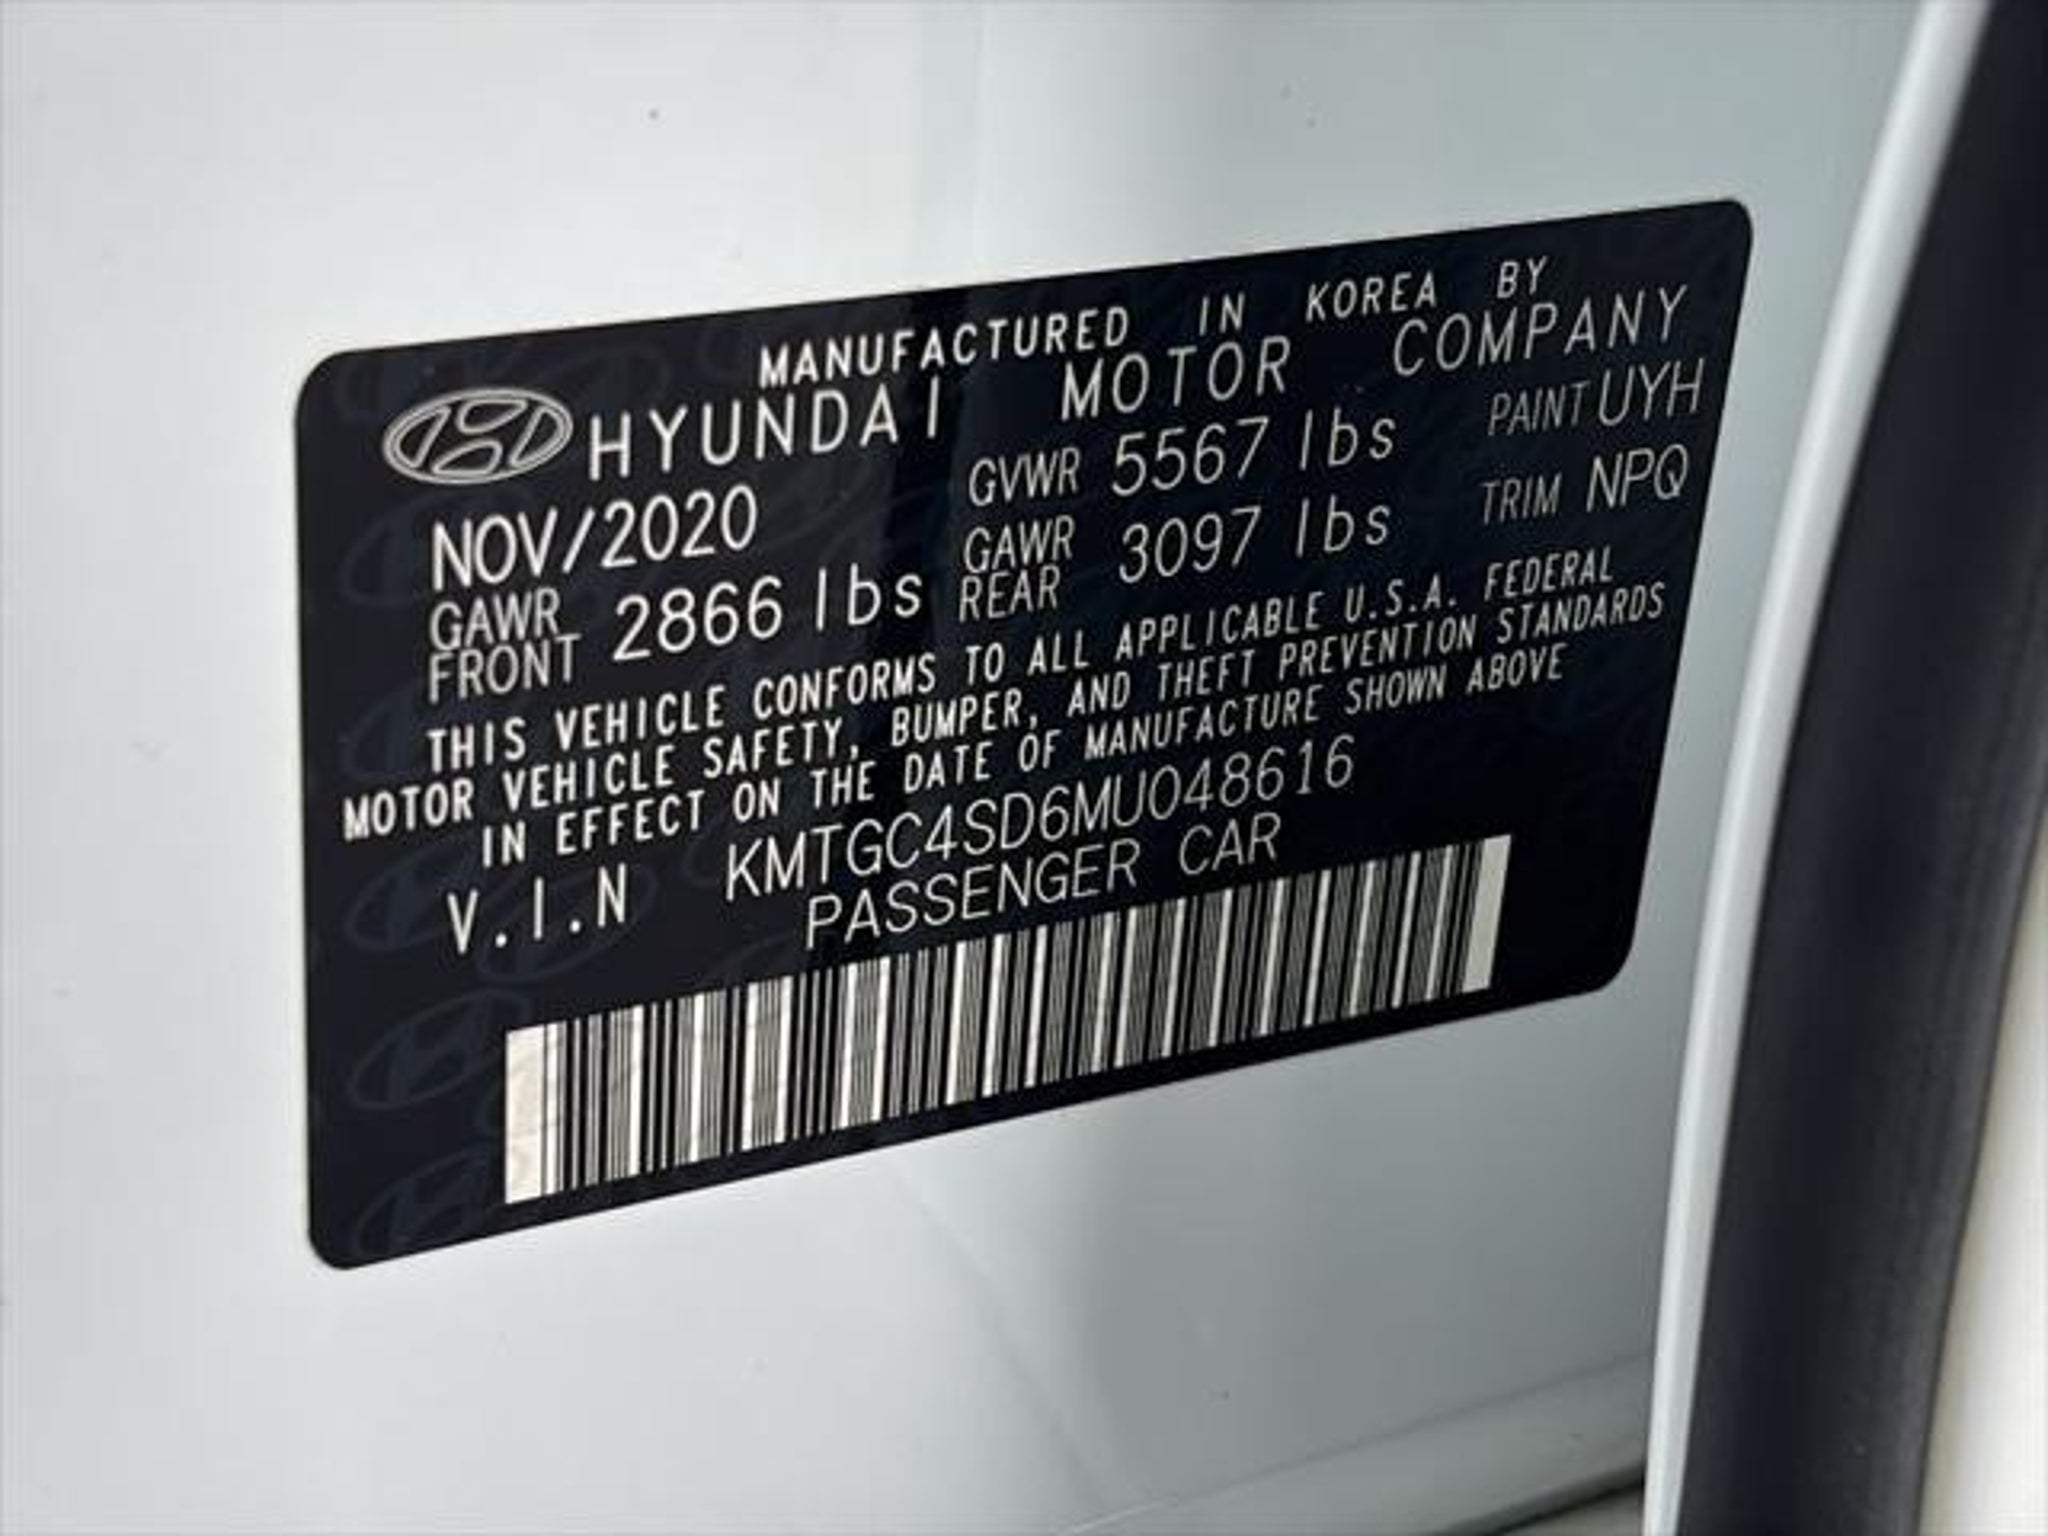 MANUFACTURED IN KOREA BY
HYUNDAI MOTOR COMPANY
NOV/2020 GVWR 5567 lbs PAINT UYH
GAWR FRONT 2866 lbs GAWR REAR 3097 lbs TRIM NPQ
THIS VEHICLE CONFORMS TO ALL APPLICABLE U.S.A. FEDERAL
MOTOR VEHICLE SAFETY, BUMPER, AND THEFT PREVENTION STANDARDS
IN EFFECT ON THE DATE OF MANUFACTURE SHOWN ABOVE
V.I.N KMTGC4SD6MU048616
PASSENGER CAR